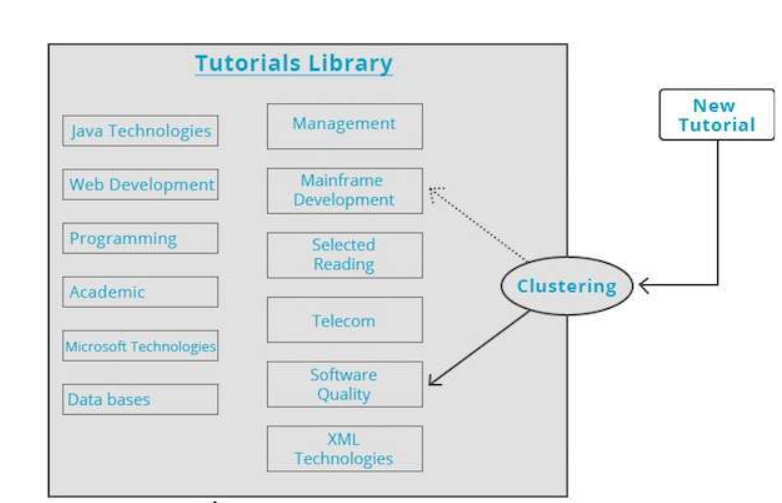 Tutorials Library
Java Technologies
Web Development
Programming
Academic
Microsoft Technologies
Data bases
Management
Mainframe
Development
Selected
Reading
Telecom
Software
Quality
XML
Technologies
Clustering
New
Tutorial